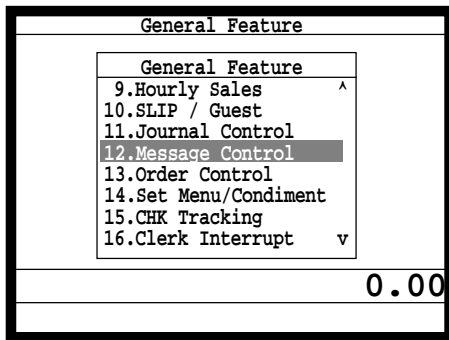 General Feature
General Feature
9.Hourly Sales ^
10.SLIP / Guest
11.Journal Control
12.Message Control
13.Order Control
14.Set Menu/Condiment
15.CHK Tracking
16.Clerk Interrupt v
0.00